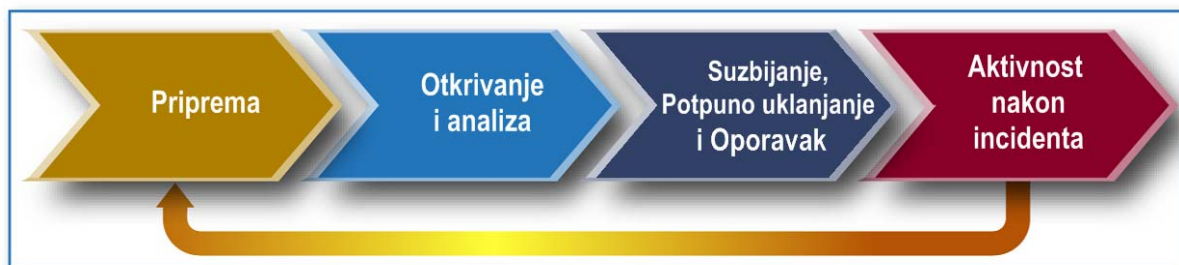 Priprema
Otkrivanje
i analiza
Suzbijanje,
Potpuno uklanjanje
i Oporavak
Aktivnost
nakon
incidenta